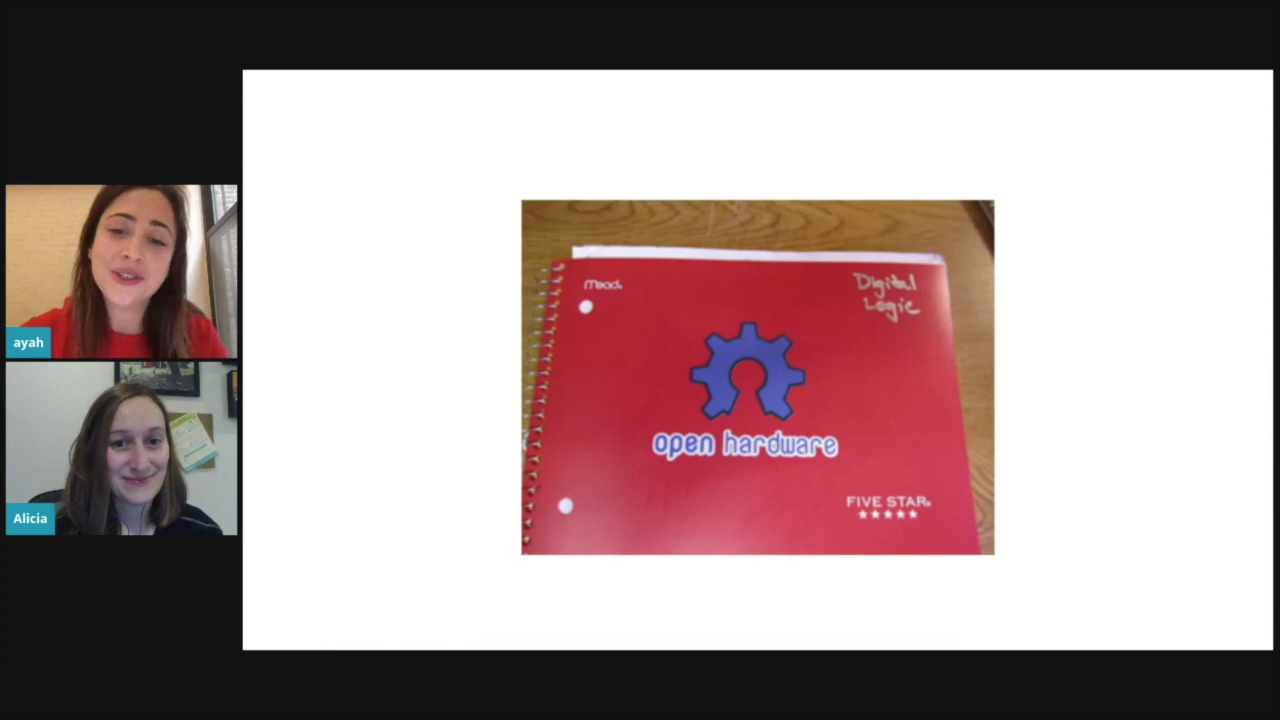 ayah
Alicia
Mead
Digital
Logic
open hardware
FIVE STAR